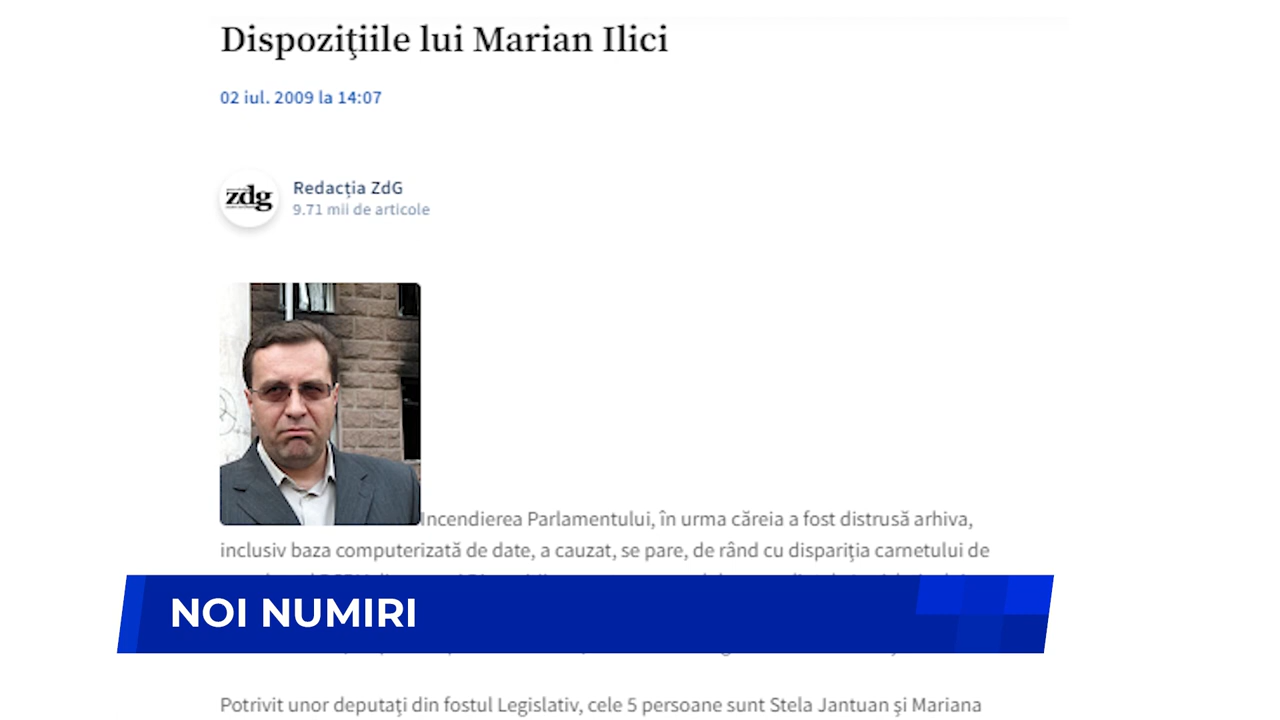 Dispoziţiile lui Marian Ilici
02 iul. 2009 la 14:07
zdg
Redacția ZdG
9.71 mii de articole
Incendierea Parlamentului, în urma căreia a fost distrusă arhiva,
inclusiv baza computerizată de date, a cauzat, se pare, de rând cu dispariţia carnetului de
NOI NUMIRI
Potrivit unor deputaţi din fostul Legislativ, cele 5 persoane sunt Stela Jantuan şi Mariana